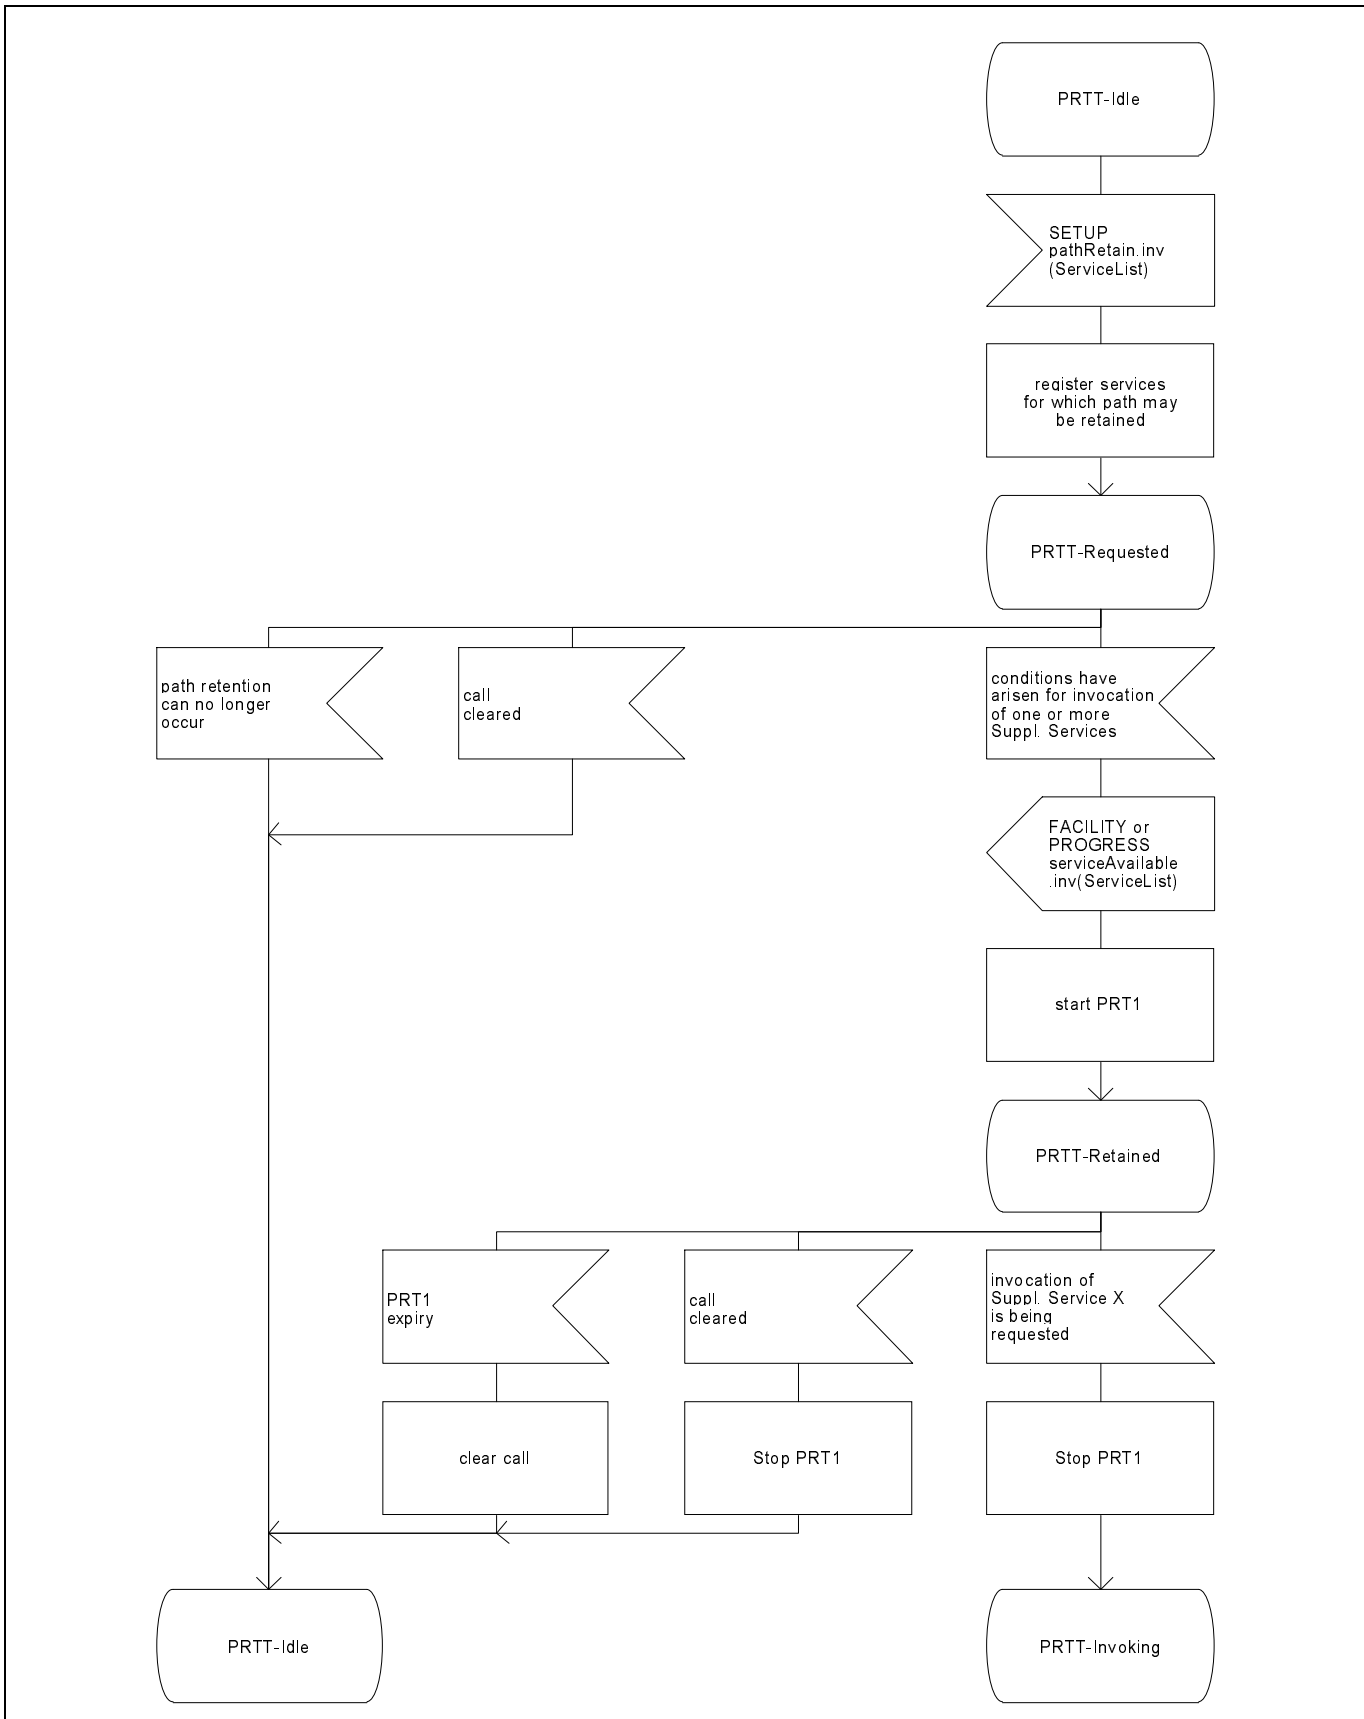 PRTT-Idle
SETUP
pathRetain.inv
(ServiceList)
register services
for which path may
be retained
PRTT-Requested
path retention
can no longer
occur
call
cleared
conditions have
arisen for invocation
of one or more
Suppl. Services
FACILITY or
PROGRESS
serviceAvailable
.inv(ServiceList)
start PRT1
PRTT-Retained
PRT1
expiry
call
cleared
invocation of
Suppl. Service X
is being
requested
clear call
Stop PRT1
Stop PRT1
PRTT-Idle
PRTT-Invoking